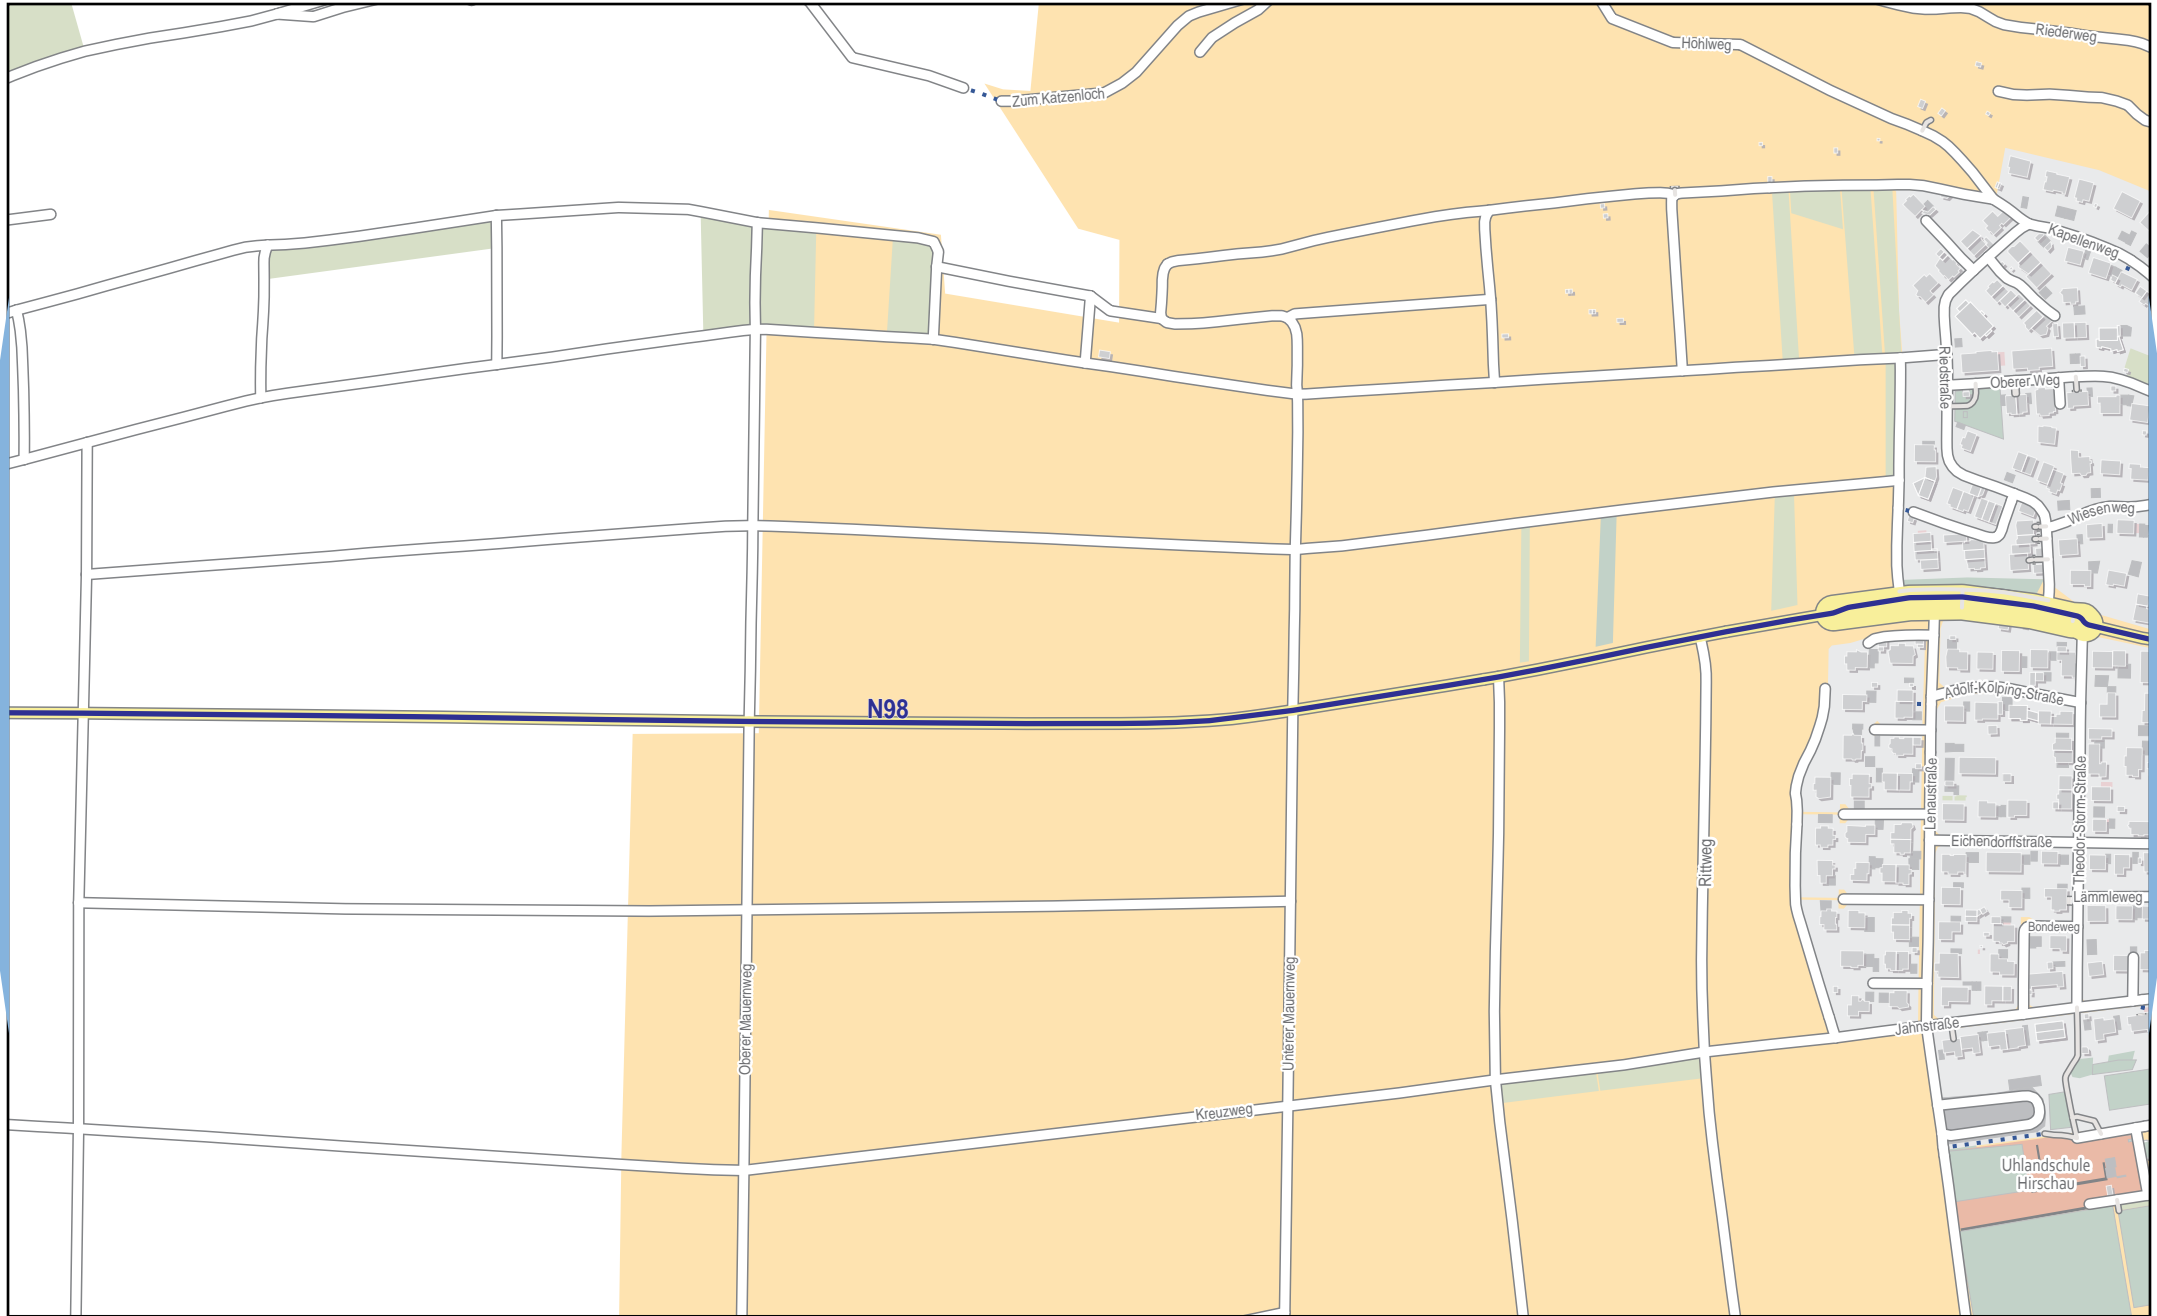 Riederweg
Höhlweg
Zum Kätzenloch
Kapellenweg
Riedstraße
Oberer Weg
Wiesenweg
N98
Adolf-Kolping-Straße
Lenaustraße
Theodor-Storm-Straße
Eichendorffstraße
Rittweg
Lämmleweg
Bondeweg
Oberer Mauernweg
Unterer Mauernweg
Jahnstraße
Kreuzweg
Uhlandschule
Hirschau